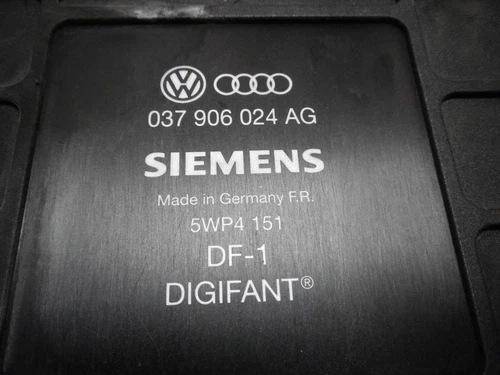 037 906 024 AG
SIEMENS
Made in Germany F.R.
5WP4 151
DF-1
DIGIFANT®